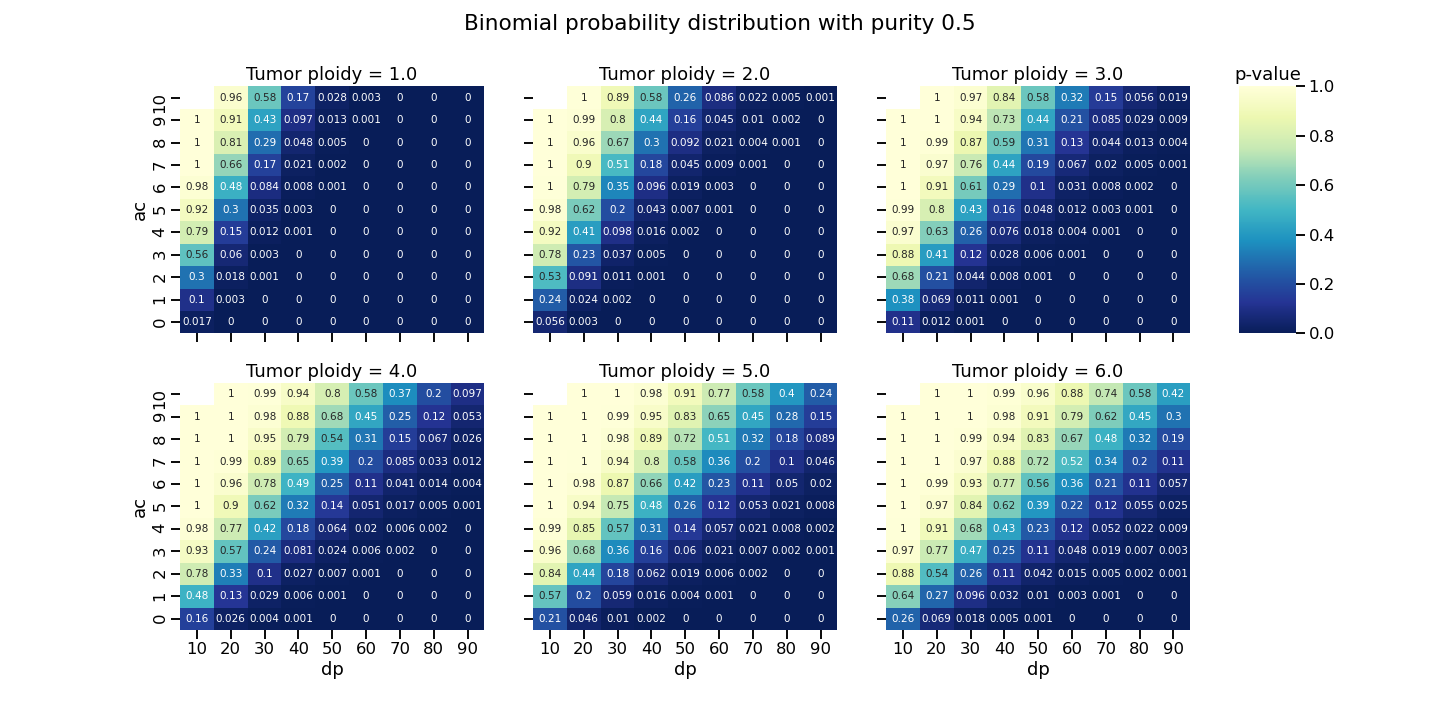 Binomial probability distribution with purity 0.5
Tumor ploidy = 1.0
ac
10 0.96 0.58 0.17 0.028 0.003 0 0 0
9 1 0.91 0.43 0.097 0.013 0.001 0 0 0
8 1 0.81 0.29 0.048 0.005 0 0 0 0
7 1 0.66 0.17 0.021 0.002 0 0 0 0
6 0.98 0.48 0.084 0.008 0.001 0 0 0 0
5 0.92 0.3 0.035 0.003 0 0 0 0 0
4 0.79 0.15 0.012 0.001 0 0 0 0 0
3 0.56 0.06 0.003 0 0 0 0 0 0
2 0.3 0.018 0.001 0 0 0 0 0 0
1 0.1 0.003 0 0 0 0 0 0 0
0 0.017 0 0 0 0 0 0 0 0
Tumor ploidy = 2.0
1 0.89 0.58 0.26 0.086 0.022 0.005 0.001
1 0.99 0.8 0.44 0.16 0.045 0.01 0.002 0
1 0.96 0.67 0.3 0.092 0.021 0.004 0.001 0
1 0.9 0.51 0.18 0.045 0.009 0.001 0 0
1 0.79 0.35 0.096 0.019 0.003 0 0 0
0.98 0.62 0.2 0.043 0.007 0.001 0 0 0
0.92 0.41 0.098 0.016 0.002 0 0 0 0
0.78 0.23 0.037 0.005 0 0 0 0 0
0.53 0.091 0.011 0.001 0 0 0 0 0
0.24 0.024 0.002 0 0 0 0 0 0
0.056 0.003 0 0 0 0 0 0 0
Tumor ploidy = 3.0
1 0.97 0.84 0.58 0.32 0.15 0.056 0.019
1 1 0.94 0.73 0.44 0.21 0.085 0.029 0.009
1 0.99 0.87 0.59 0.31 0.13 0.044 0.013 0.004
1 0.97 0.76 0.44 0.19 0.067 0.02 0.005 0.001
1 0.91 0.61 0.29 0.1 0.031 0.008 0.002 0
0.99 0.8 0.43 0.16 0.048 0.012 0.003 0.001 0
0.97 0.63 0.26 0.076 0.018 0.004 0.001 0 0
0.88 0.41 0.12 0.028 0.006 0.001 0 0 0
0.68 0.21 0.044 0.008 0.001 0 0 0 0
0.38 0.069 0.011 0.001 0 0 0 0 0
0.11 0.012 0.001 0 0 0 0 0 0
p-value
1.0
0.8
0.6
0.4
0.2
0.0
Tumor ploidy = 4.0
ac
10 1 0.99 0.94 0.8 0.58 0.37 0.2 0.097
9 1 1 0.98 0.88 0.68 0.45 0.25 0.12 0.053
8 1 1 0.95 0.79 0.54 0.31 0.15 0.067 0.026
7 1 0.99 0.89 0.65 0.39 0.2 0.085 0.033 0.012
6 1 0.96 0.78 0.49 0.25 0.11 0.041 0.014 0.004
5 1 0.9 0.62 0.32 0.14 0.051 0.017 0.005 0.001
4 0.98 0.77 0.42 0.18 0.064 0.02 0.006 0.002 0
3 0.93 0.57 0.24 0.081 0.024 0.006 0.002 0 0
2 0.78 0.33 0.1 0.027 0.007 0.001 0 0 0
1 0.48 0.13 0.029 0.006 0.001 0 0 0 0
0 0.16 0.026 0.004 0.001 0 0 0 0 0
10 20 30 40 50 60 70 80 90
dp
Tumor ploidy = 5.0
1 1 0.98 0.91 0.77 0.58 0.4 0.24
1 1 0.99 0.95 0.83 0.65 0.45 0.28 0.15
1 1 0.98 0.89 0.72 0.51 0.32 0.18 0.089
1 1 0.94 0.8 0.58 0.36 0.2 0.1 0.046
1 0.98 0.87 0.66 0.42 0.23 0.11 0.05 0.02
1 0.94 0.75 0.48 0.26 0.12 0.053 0.021 0.008
0.99 0.85 0.57 0.31 0.14 0.057 0.021 0.008 0.002
0.96 0.68 0.36 0.16 0.06 0.021 0.007 0.002 0.001
0.84 0.44 0.18 0.062 0.019 0.006 0.002 0 0
0.57 0.2 0.059 0.016 0.004 0.001 0 0 0
0.21 0.046 0.01 0.002 0 0 0 0 0
10 20 30 40 50 60 70 80 90
dp
Tumor ploidy = 6.0
1 1 0.99 0.96 0.88 0.74 0.58 0.42
1 1 1 0.98 0.91 0.79 0.62 0.45 0.3
1 1 0.99 0.94 0.83 0.67 0.48 0.32 0.19
1 1 0.97 0.88 0.72 0.52 0.34 0.2 0.11
1 0.99 0.93 0.77 0.56 0.36 0.21 0.11 0.057
1 0.97 0.84 0.62 0.39 0.22 0.12 0.055 0.025
1 0.91 0.68 0.43 0.23 0.12 0.052 0.022 0.009
0.97 0.77 0.47 0.25 0.11 0.048 0.019 0.007 0.003
0.88 0.54 0.26 0.11 0.042 0.015 0.005 0.002 0.001
0.64 0.27 0.096 0.032 0.01 0.003 0.001 0 0
0.26 0.069 0.018 0.005 0.001 0 0 0 0
10 20 30 40 50 60 70 80 90
dp